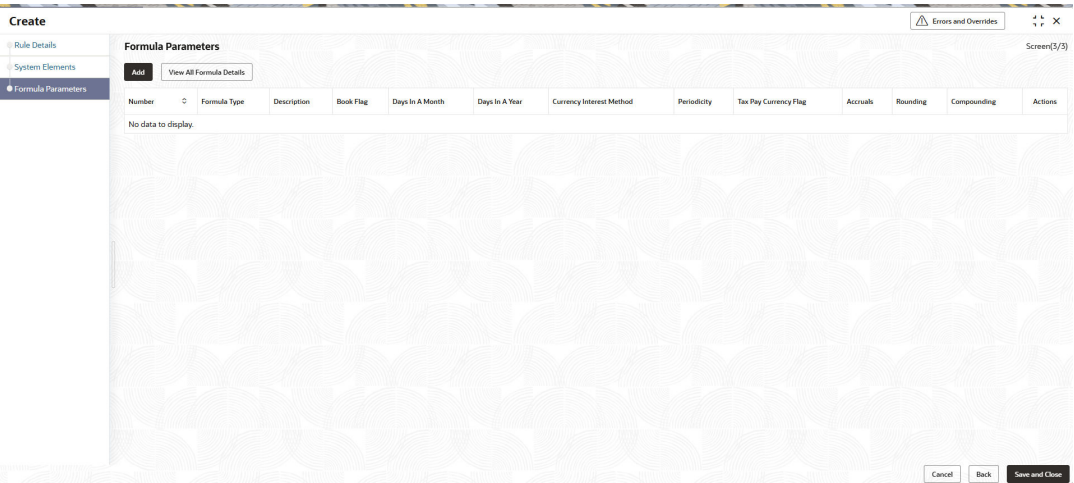 Create
Errors and Overrides
Rule Details
System Elements
Formula Parameters
Formula Parameters
Screen(3/3)
Add
View All Formula Details
Number Formula Type Description Book Flag Days In A Month Days In A Year Currency Interest Method Periodicity Tax Pay Currency Flag Accruals Rounding Compounding Actions
No data to display.
Cancel Back Save and Close